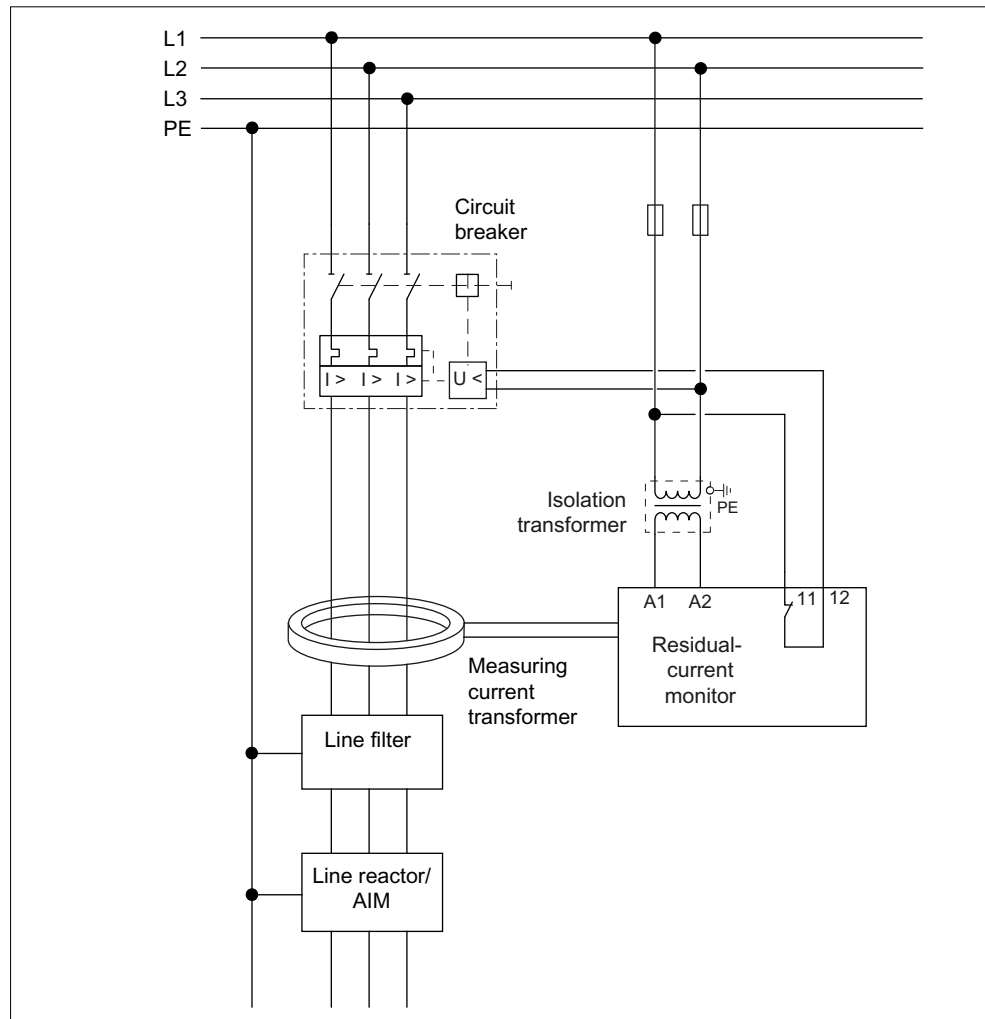 L1
L2
L3
PE
Circuit
breaker
I > I > I >
U <
Isolation
transformer
PE
A1 A2 11 12
Residual-
current
monitor
Measuring
current
transformer
Line filter
Line reactor/
AIM